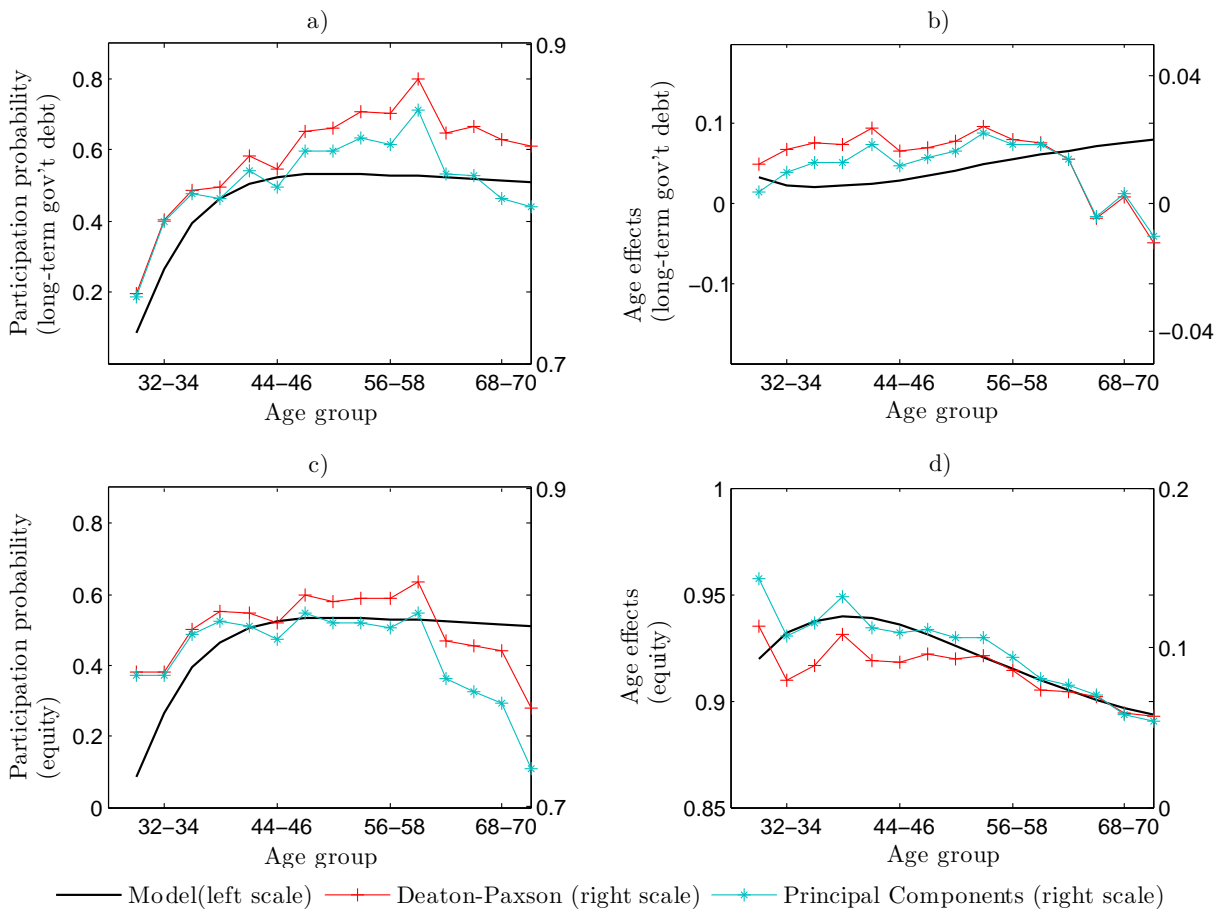 a)
0.8
0.6
0.4
0.2
0.9
0.7
32−34
44−46
56−58
68−70
Participation probability
(long-term gov't debt)
Age group
b)
0.1
0
−0.1
0.04
0
−0.04
32−34
44−46
56−58
68−70
Age effects
(long-term gov't debt)
Age group
c)
0.8
0.6
0.4
0.2
0
0.9
0.7
32−34
44−46
56−58
68−70
Participation probability
(equity)
Age group
d)
1
0.95
0.9
0.85
0.2
0.1
0
32−34
44−46
56−58
68−70
Age effects
(equity)
Age group
Model(left scale)
Deaton-Paxson (right scale)
Principal Components (right scale)